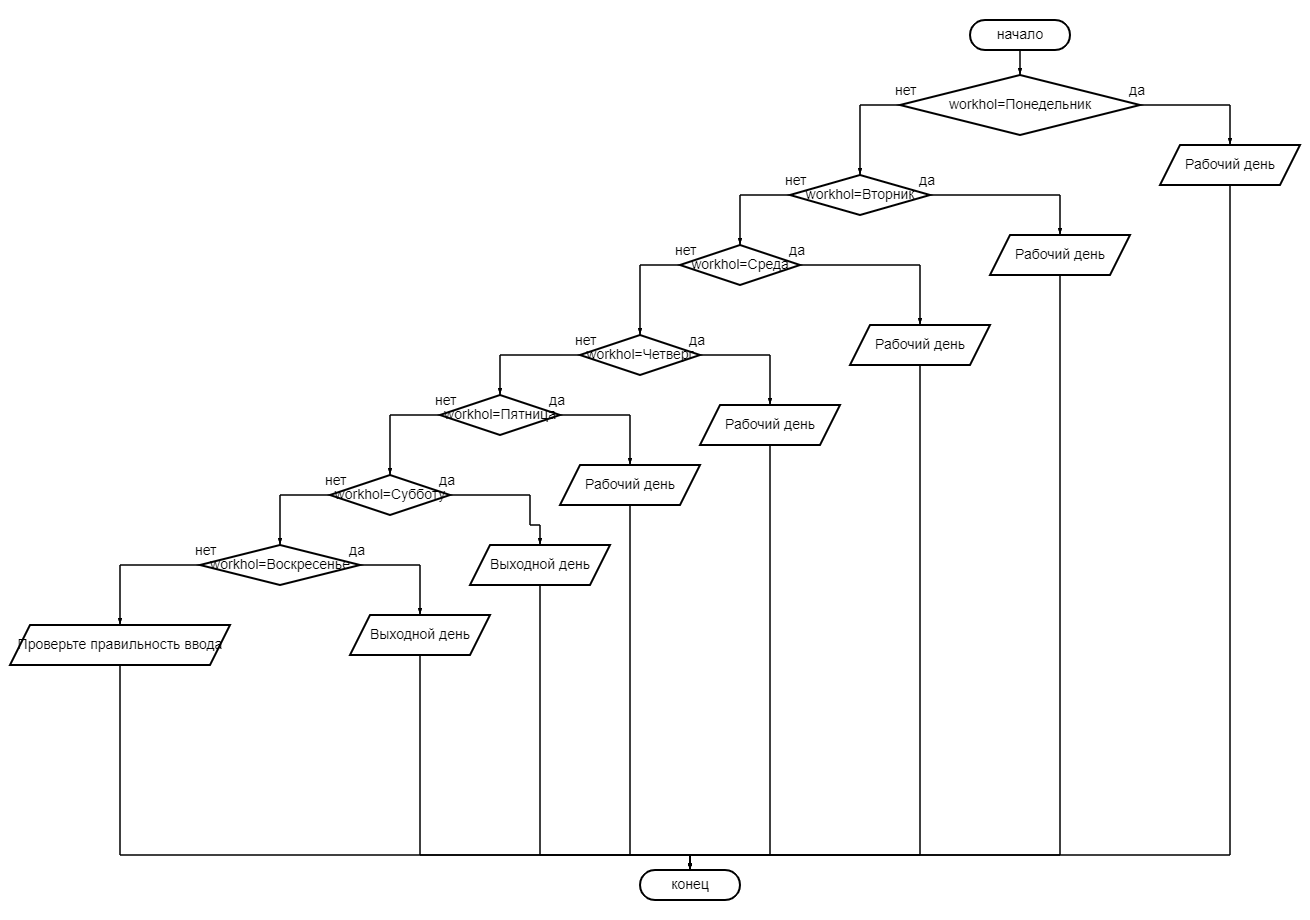 начало
нет
да
workhol=Понедельник
Рабочий день
нет
да
workhol=Вторник
Рабочий день
нет
да
workhol=Среда
Рабочий день
нет
да
workhol=Четверг
Рабочий день
нет
да
workhol=Пятница
Рабочий день
нет
да
workhol=Субботу
Выходной день
нет
да
workhol=Воскресенье
Выходной день
Проверьте правильность ввода
конец